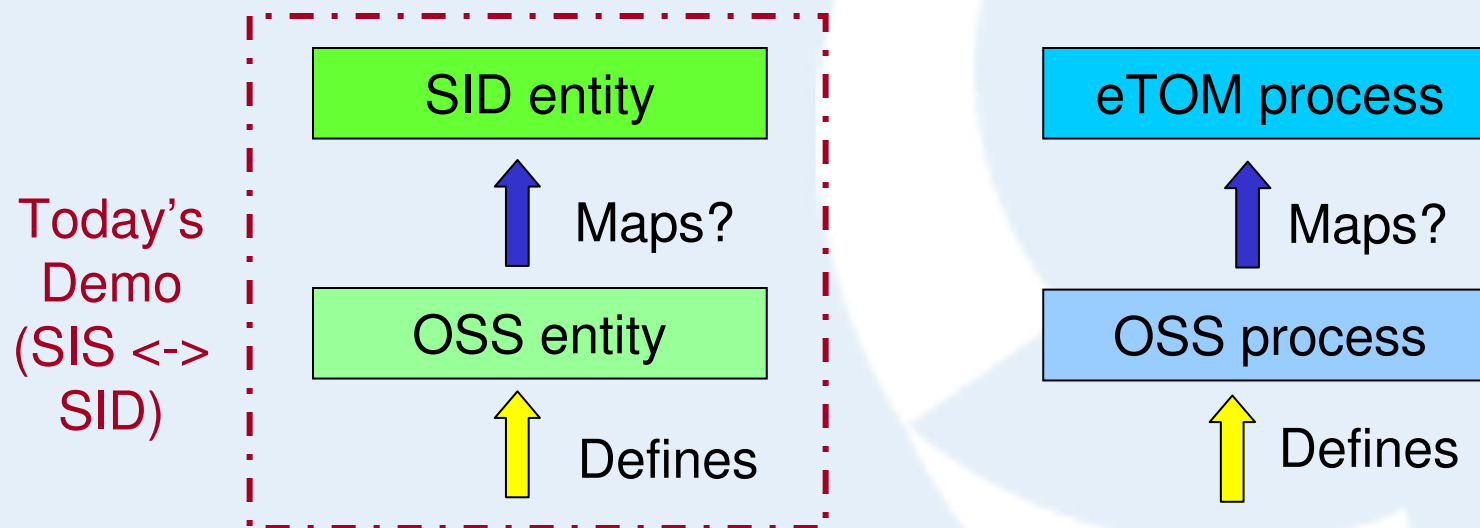 SID entity
eTOM process
Maps?
Maps?
Today’s
Demo
(SIS <->
SID)
OSS entity
OSS process
Defines
Defines